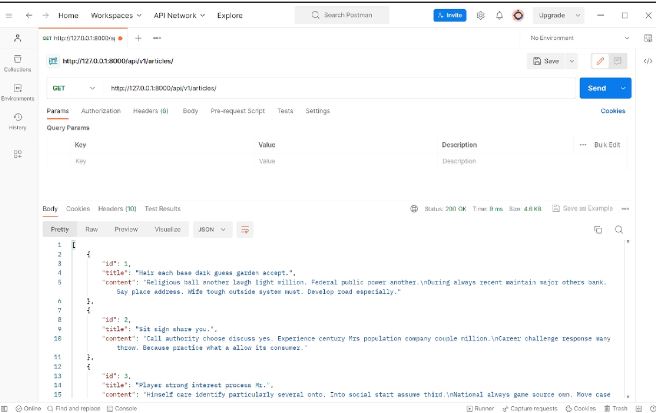 Home Workspaces API Network Explore Search Postman Invite Upgrade
GET http://127.0.0.1:8000/ap No Environment
http://127.0.0.1:8000/api/v1/articles/ Save
Collections
GET http://127.0.0.1:8000/api/v1/articles/ Send
Environments
Params Authorization Headers (6) Body Pre-request Script Tests Settings Cookies
History
Query Params
Key Value Description Bulk Edit
Key Value Description
Body Cookies Headers (10) Test Results Status: 200 OK Time: 9 ms Size: 4.6 KB Save as Example
Pretty Raw Preview Visualize JSON
1 [
2 {
3 "id": 1,
4 "title": "Hair each base dark guess garden accept.",
5 "content": "Religious ball another laugh light million. Federal public power another.\nDuring always recent maintain major others bank.
Say place address. Wife tough outside system must. Develop road especially."
6 },
7 {
8 "id": 2,
9 "title": "Sit sign share you.",
10 "content": "Call authority choose discuss yes. Experience century Mrs population company couple million.\nCareer challenge response many
throw. Because practice what a allow its consumer."
11 },
12 {
13 "id": 3,
14 "title": "Player strong interest process Mr.",
15 "content": "Himself care identify particularly several onto. Into social start assume third.\nNational always game source own. Move case
Online Find and replace Console Runner Capture requests Cookies Trash